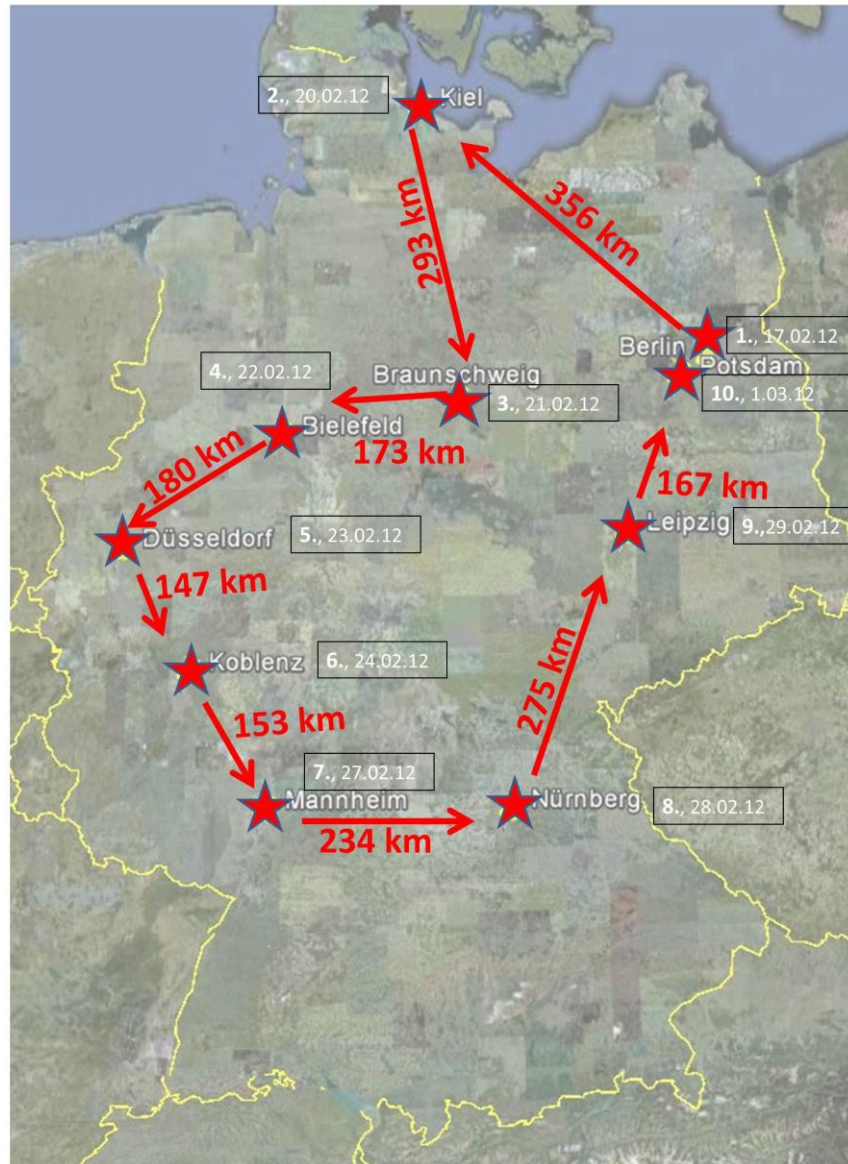 2., 20.02.12
Kiel
356 km
293 km
Berlin
1., 17.02.12
Potsdam
10., 1.03.12
4., 22.02.12
Braunschweig
3., 21.02.12
Bielefeld
173 km
180 km
167 km
Düsseldorf
5., 23.02.12
Leipzig
9.,29.02.12
147 km
Koblenz
6., 24.02.12
153 km
275 km
7., 27.02.12
Mannheim
234 km
Nürnberg
8., 28.02.12